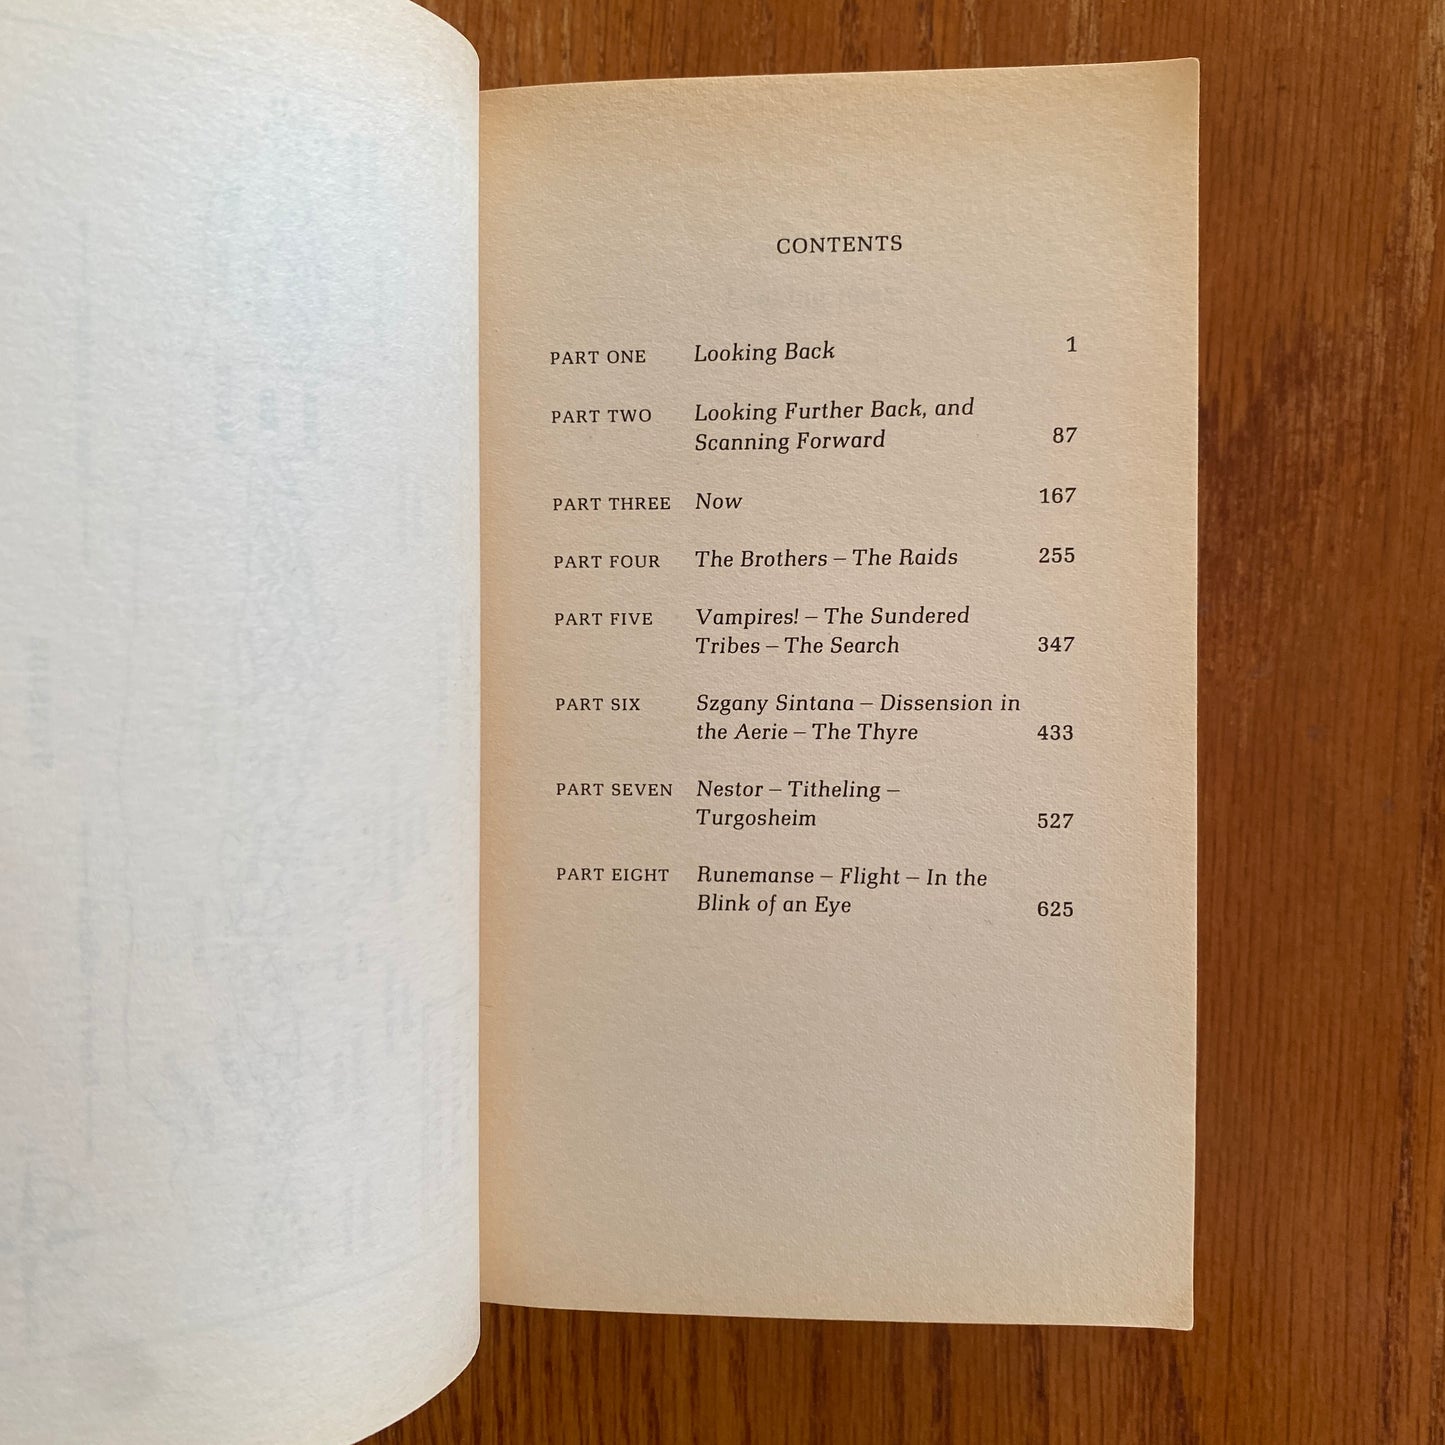 CONTENTS
PART ONE Looking Back 1
PART TWO Looking Further Back, and
Scanning Forward 87
PART THREE Now 167
PART FOUR The Brothers – The Raids 255
PART FIVE Vampires! – The Sundered
Tribes – The Search 347
PART SIX Szgany Sintana – Dissension in
the Aerie – The Thyre 433
PART SEVEN Nestor – Titheling –
Turgosheim 527
PART EIGHT Runemanse – Flight – In the
Blink of an Eye 625